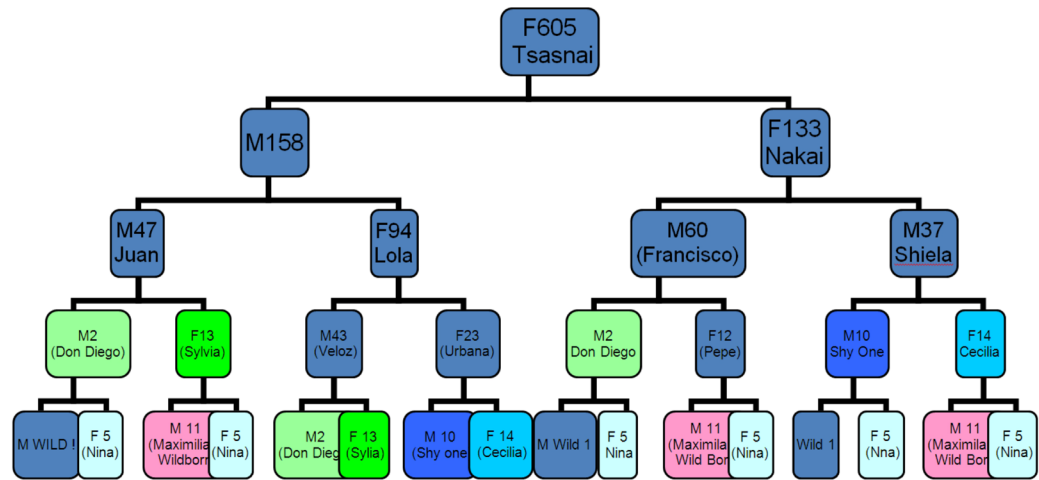 F605
Tsasnai
M158
F133
Nakai
M47
Juan
F94
Lola
M60
(Francisco)
M37
Shiela
M2
(Don Diego)
F13
(Sylvia)
M43
(Veloz)
F23
(Urbana)
M2
Don Diego
F12
(Pepe)
M10
Shy One
F14
Cecilia
M WILD !
F 5
(Nina)
M 11
(Maximilia
Wildborn
F 5
(Nina)
M2
(Don Dieg
F 13
(Sylia)
M 10
(Shy one
F 14
(Cecilia)
M Wild 1
F 5
Nina
M 11
(Maximila
Wild Bor
F 5
(Nina)
Wild 1
F 5
(Nna)
M 11
(Maximila
Wild Bor
F 5
(Nina)